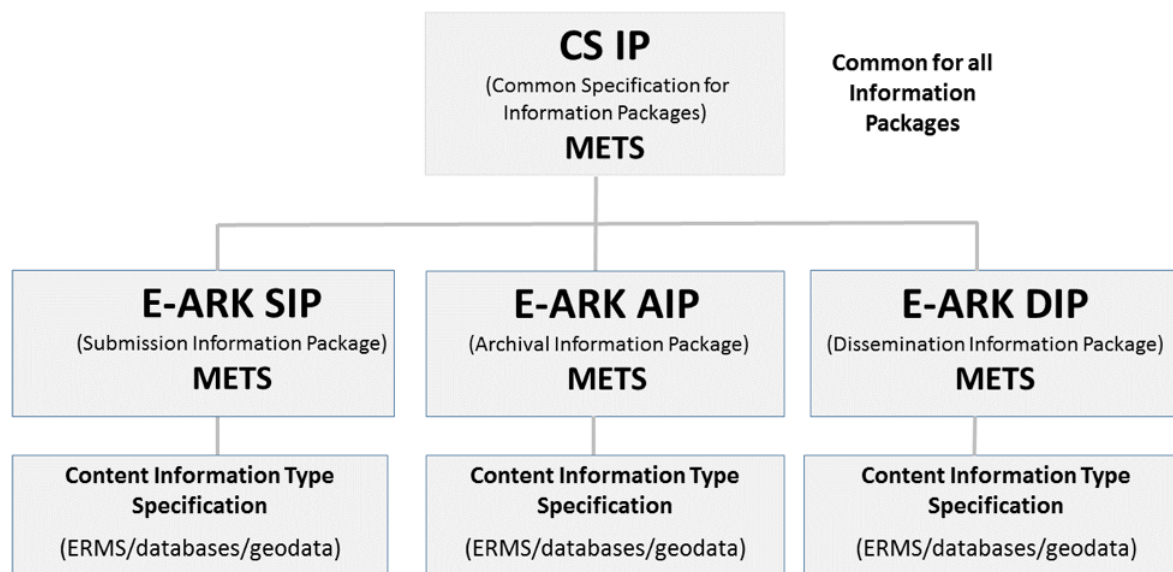 CS IP
(Common Specification for
Information Packages)
METS
Common for all
Information
Packages
E-ARK SIP
(Submission Information Package)
METS
E-ARK AIP
(Archival Information Package)
METS
E-ARK DIP
(Dissemination Information Package)
METS
Content Information Type
Specification
(ERMS/databases/geodata)
Content Information Type
Specification
(ERMS/databases/geodata)
Content Information Type
Specification
(ERMS/databases/geodata)